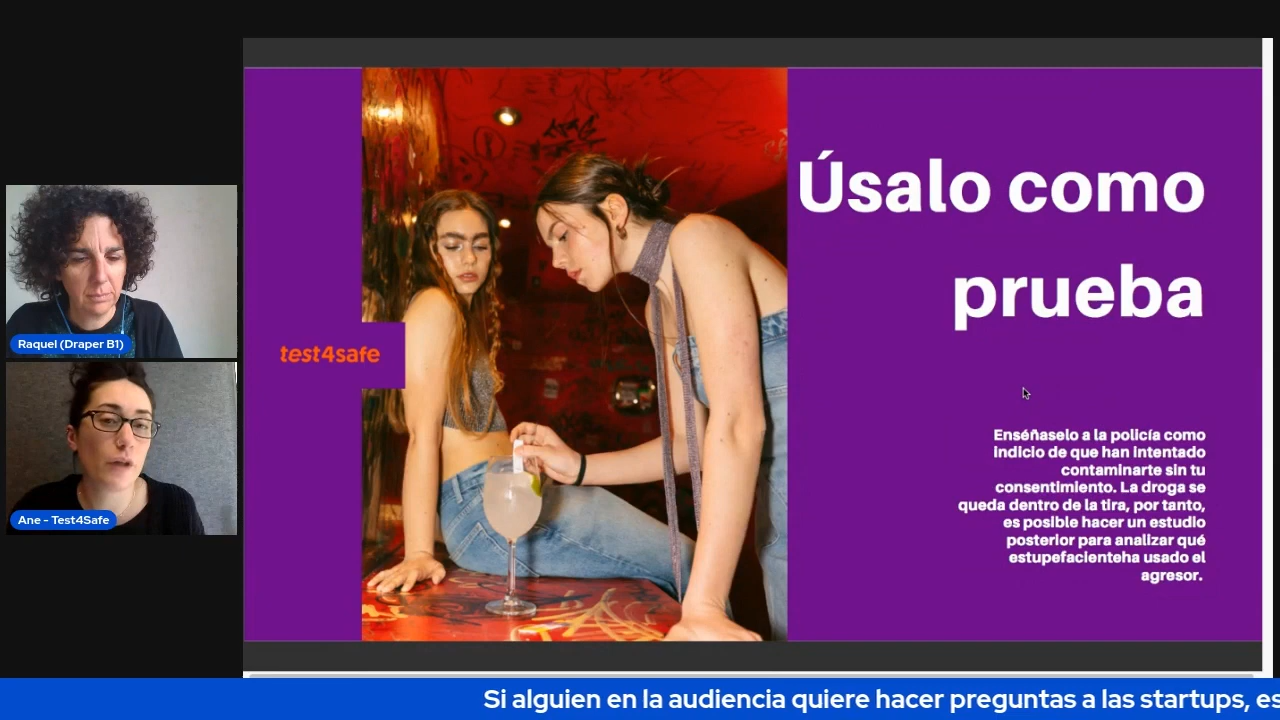 Raquel (Draper B1)
Ane - Test4Safe
test4safe
Úsalo como
prueba
Enséñaselo a la policía como
indicio de que han intentado
contaminarte sin tu
consentimiento. La droga se
queda dentro de la tira, por tanto,
es posible hacer un estudio
posterior para analizar qué
estupefacienteha usado el
agresor.
Si alguien en la audiencia quiere hacer preguntas a las startups, es